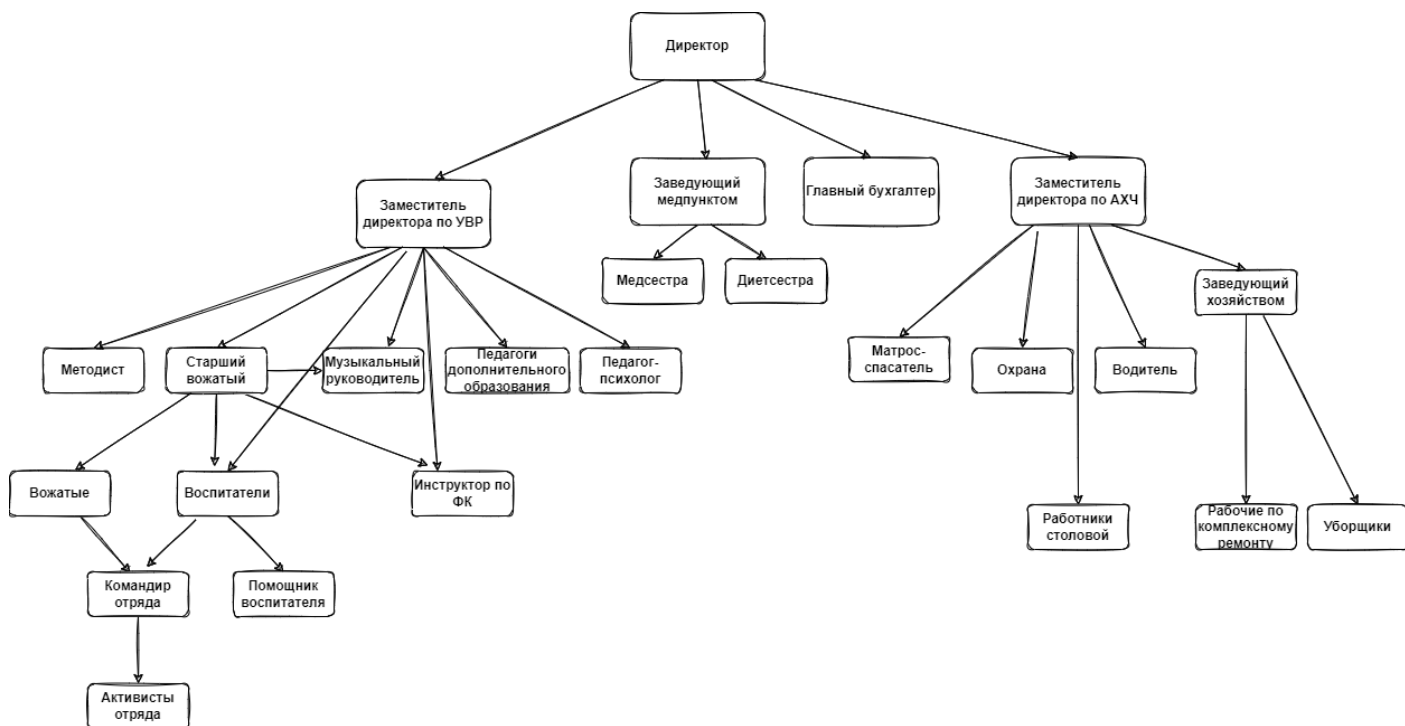 Директор
Заместитель
директора по УВР
Заведующий
медпунктом
Главный бухгалтер
Заместитель
директора по АХЧ
Медсестра
Диетсестра
Заведующий
хозяйством
Методист
Старший
вожатый
Музыкальный
руководитель
Педагоги
дополнительного
образования
Педагог-
психолог
Матрос-
спасатель
Охрана
Водитель
Вожатые
Воспитатели
Инструктор по
ФК
Работники
столовой
Рабочие по
комплексному
ремонту
Уборщики
Командир
отряда
Помощник
воспитателя
Активисты
отряда